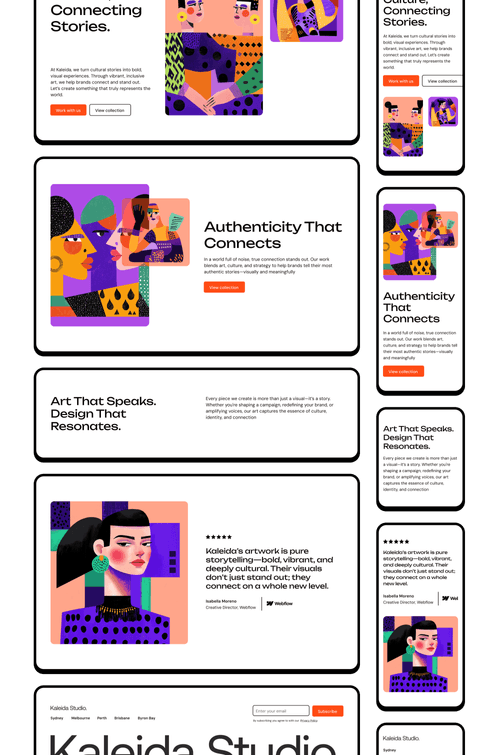 Connecting
Stories.
At Kaleida, we turn cultural stories into bold,
visual experiences. Through vibrant, inclusive
art, we help brands connect and stand out.
Let's create something that truly represents the
world.
Work with us
View collection
Authenticity That
Connects
In a world full of noise, true connection stands out. Our work
blends art, culture, and strategy to help brands tell their most
authentic stories—visually and meaningfully
View collection
Art That Speaks.
Design That
Resonates.
Every piece we create is more than just a visual—it's a story.
Whether you're shaping a campaign, redefining your brand, or
amplifying voices, our art captures the essence of culture,
identity, and connection
Kaleida's artwork is pure
storytelling—bold, vibrant, and
deeply cultural. Their visuals
don't just stand out; they
connect on a whole new level.
Isabella Moreno
Creative Director, Webflow
Webflow
Kaleida Studio.
Sydney
Melbourne
Perth
Brisbane
Byron Bay
Enter your email
Subscribe
By subscribing you agree to with our Privacy Policy
Kaleida Studio
Culture,
Connecting
Stories.
At Kaleida, we turn cultural stories into
bold, visual experiences. Through
vibrant, inclusive art, we help brands
connect and stand out. Let's create
something that truly represents the
world.
Work with us
View collection
Authenticity
That
Connects
In a world full of noise, true connection
stands out. Our work blends art,
culture, and strategy to help brands tell
their most authentic stories—visually
and meaningfully
View collection
Art That Speaks.
Design That
Resonates.
Every piece we create is more than just
a visual—it's a story. Whether you're
shaping a campaign, redefining your
brand, or amplifying voices, our art
captures the essence of culture,
identity, and connection
Kaleida's artwork is pure
storytelling—bold, vibrant,
and deeply cultural. Their
visuals don't just stand out;
they connect on a whole new
level.
Isabella Moreno
Creative Director, Webflow
Wel
Kaleida Studio.
Sydney